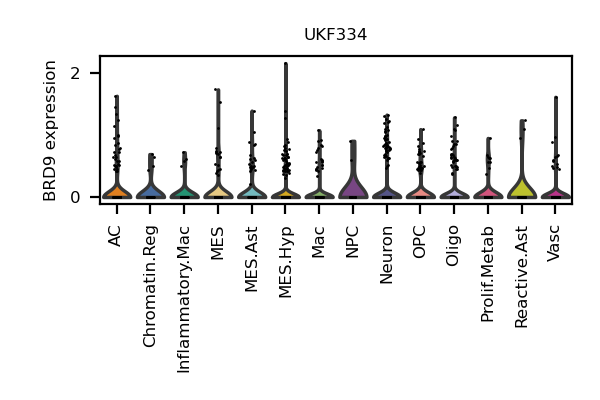 UKF334
BRD9 expression
2
0
AC
Chromatin.Reg
Inflammatory.Mac
MES
MES.Ast
MES.Hyp
Mac
NPC
Neuron
OPC
Oligo
Prolif.Metab
Reactive.Ast
Vasc